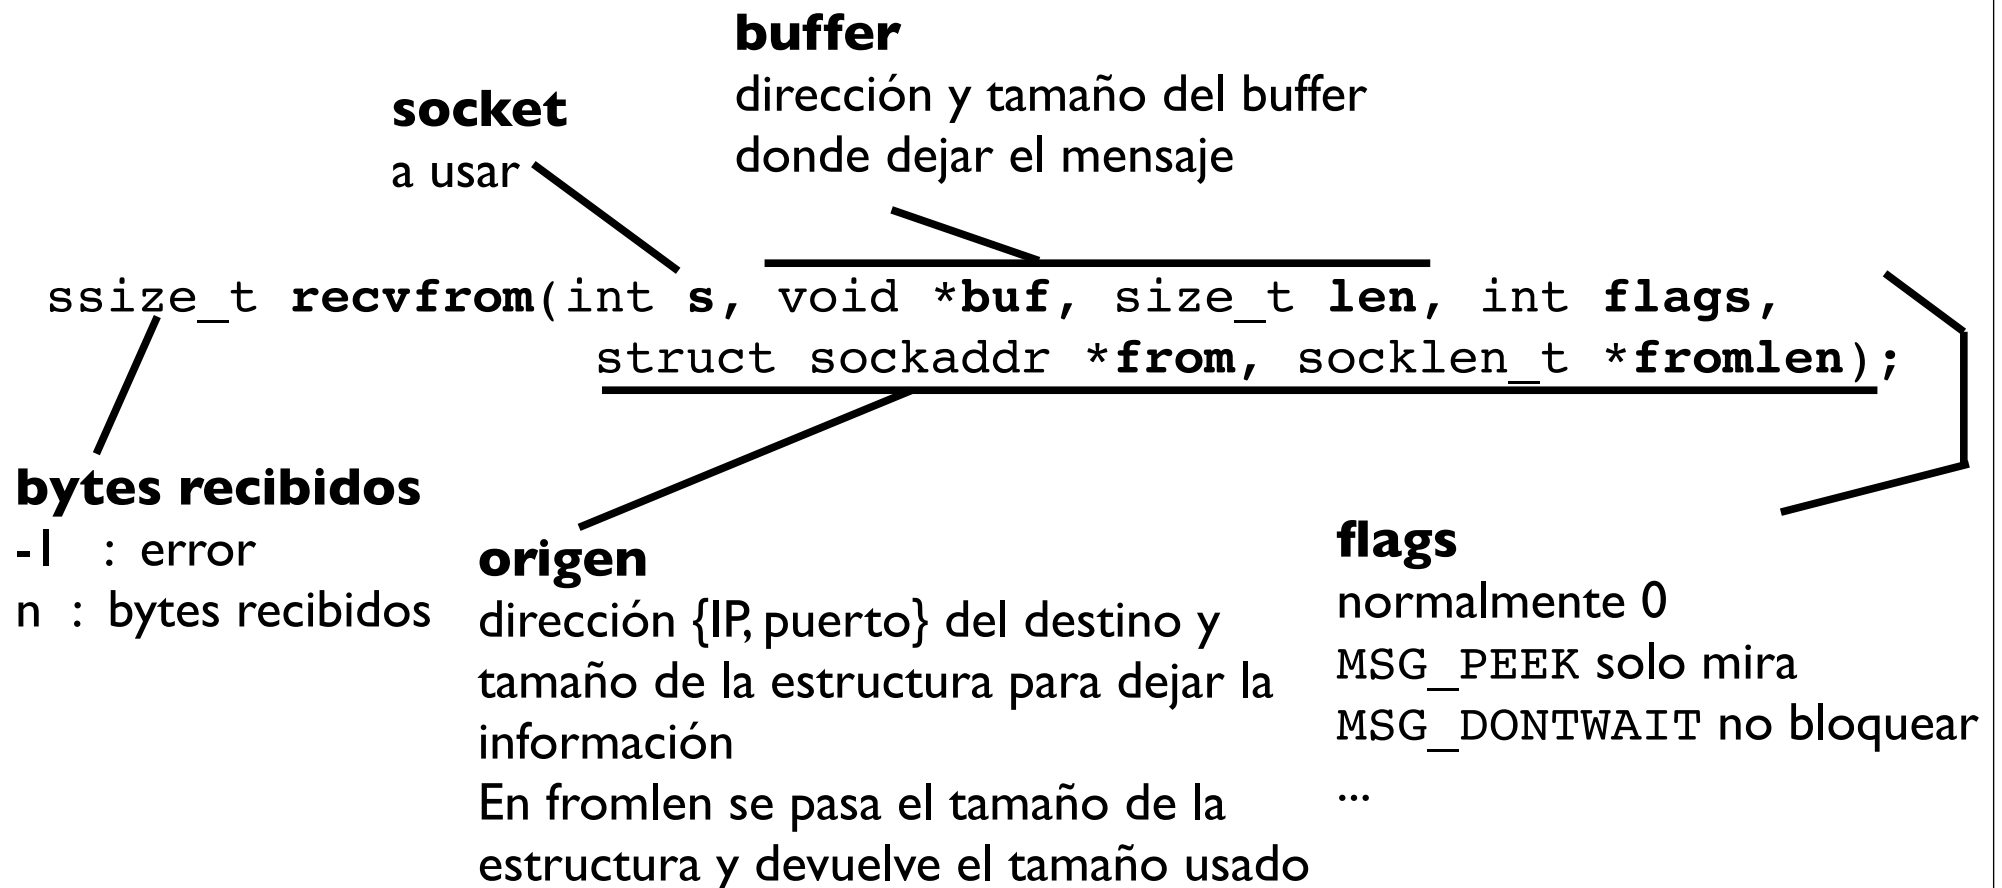 buffer
dirección y tamaño del buffer
donde dejar el mensaje
socket
a usar
ssize_t recvfrom(int s, void *buf, size_t len, int flags,
struct sockaddr *from, socklen_t *fromlen);
bytes recibidos
-1 : error
n : bytes recibidos
origen
dirección {IP, puerto} del destino y
tamaño de la estructura para dejar la
información
En fromlen se pasa el tamaño de la
estructura y devuelve el tamaño usado
flags
normalmente 0
MSG_PEEK solo mira
MSG_DONTWAIT no bloquear
...